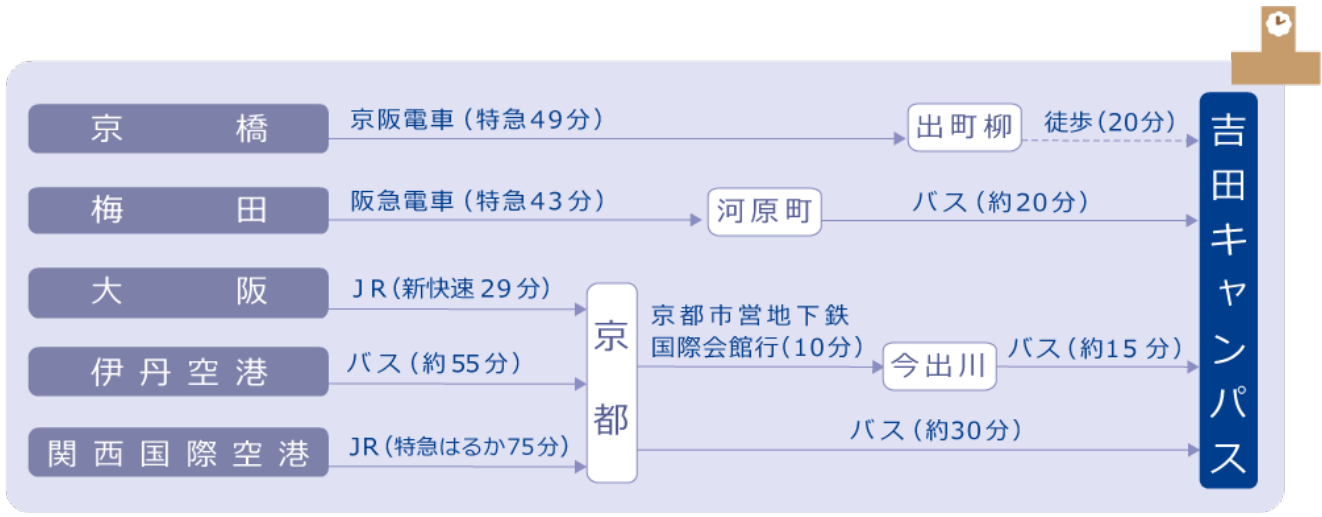 京橋
京阪電車（特急49分）
出町柳
徒歩（20分）
梅田
阪急電車（特急43分）
河原町
バス（約20分）
大阪
ＪＲ（新快速29分）
伊丹空港
バス（約55分）
関西国際空港
JR（特急はるか75分）
京都
京都市営地下鉄
国際会館行（10分）
今出川
バス（約15分）
バス（約30分）
吉田キャンパス